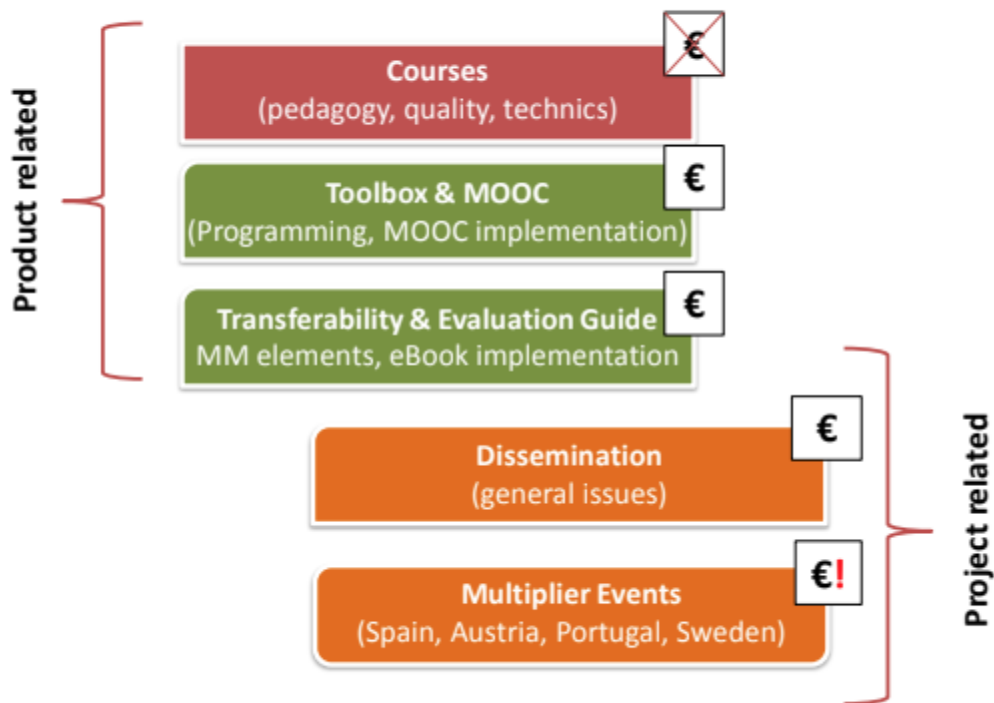 Product related
€
Courses
(pedagogy, quality, technics)
€
Toolbox & MOOC
(Programming, MOOC implementation)
€
Transferability & Evaluation Guide
MM elements, eBook implementation
€
Dissemination
(general issues)
€!
Multiplier Events
(Spain, Austria, Portugal, Sweden)
Project related